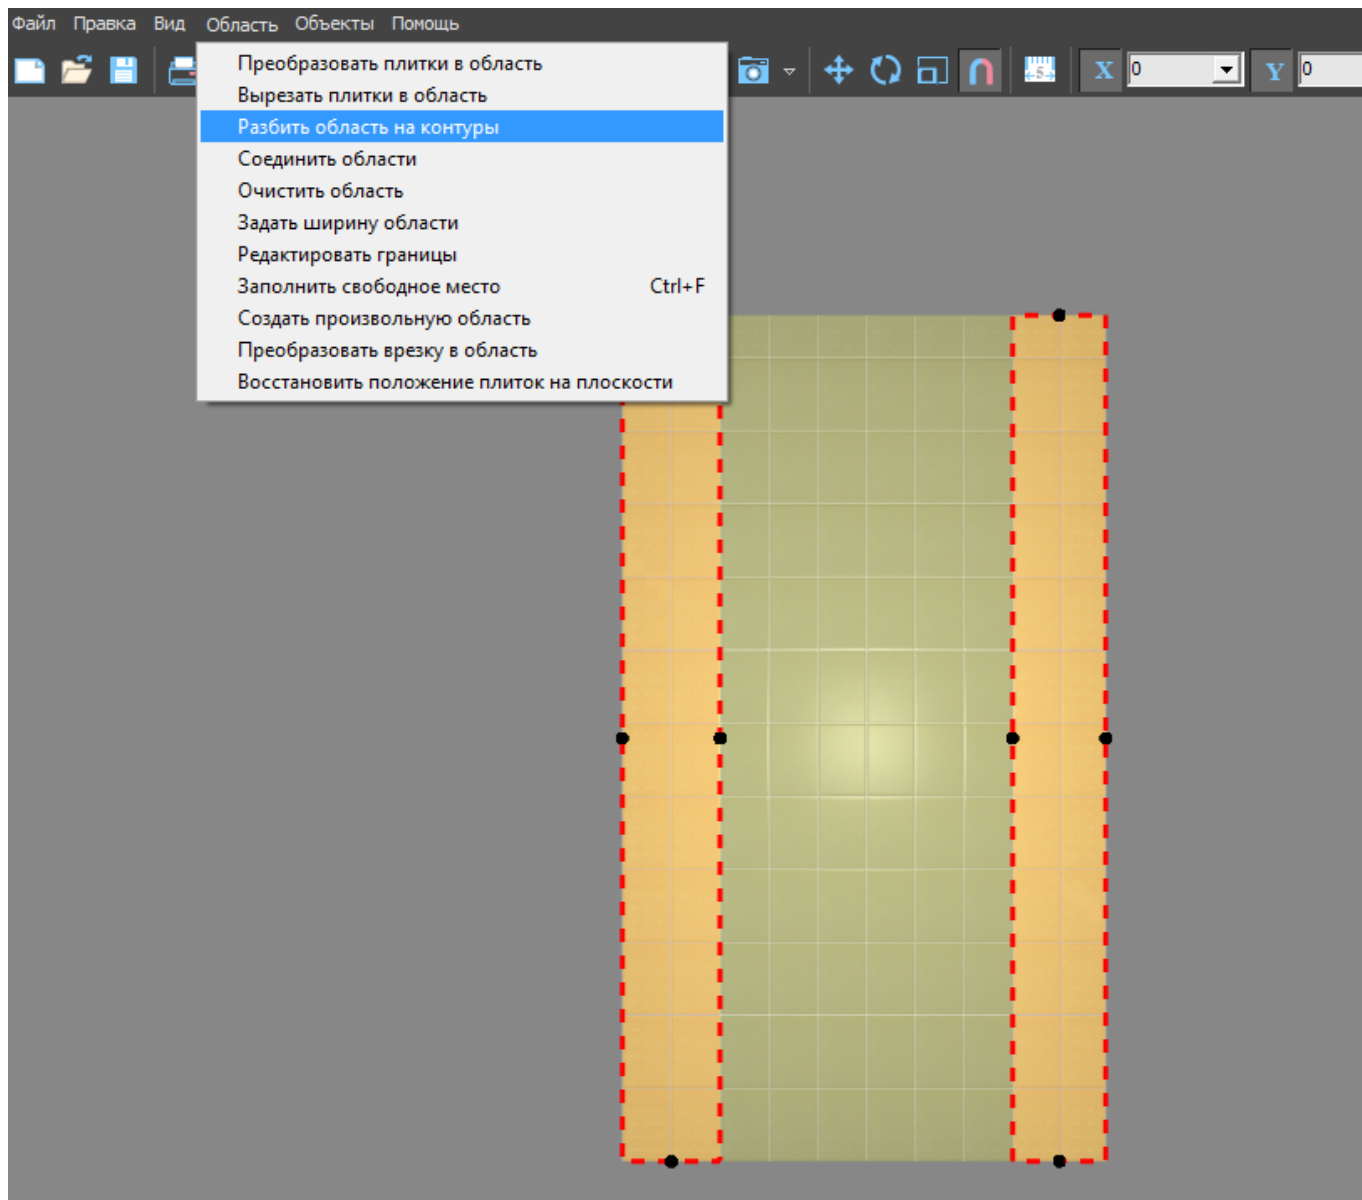 Файл Правка Вид Область Объекты Помощь
5 X 0 Y 0
Преобразовать плитки в область
Вырезать плитки в область
Разбить область на контуры
Соединить области
Очистить область
Задать ширину области
Редактировать границы
Заполнить свободное место Ctrl+F
Создать произвольную область
Преобразовать врезку в область
Восстановить положение плиток на плоскости